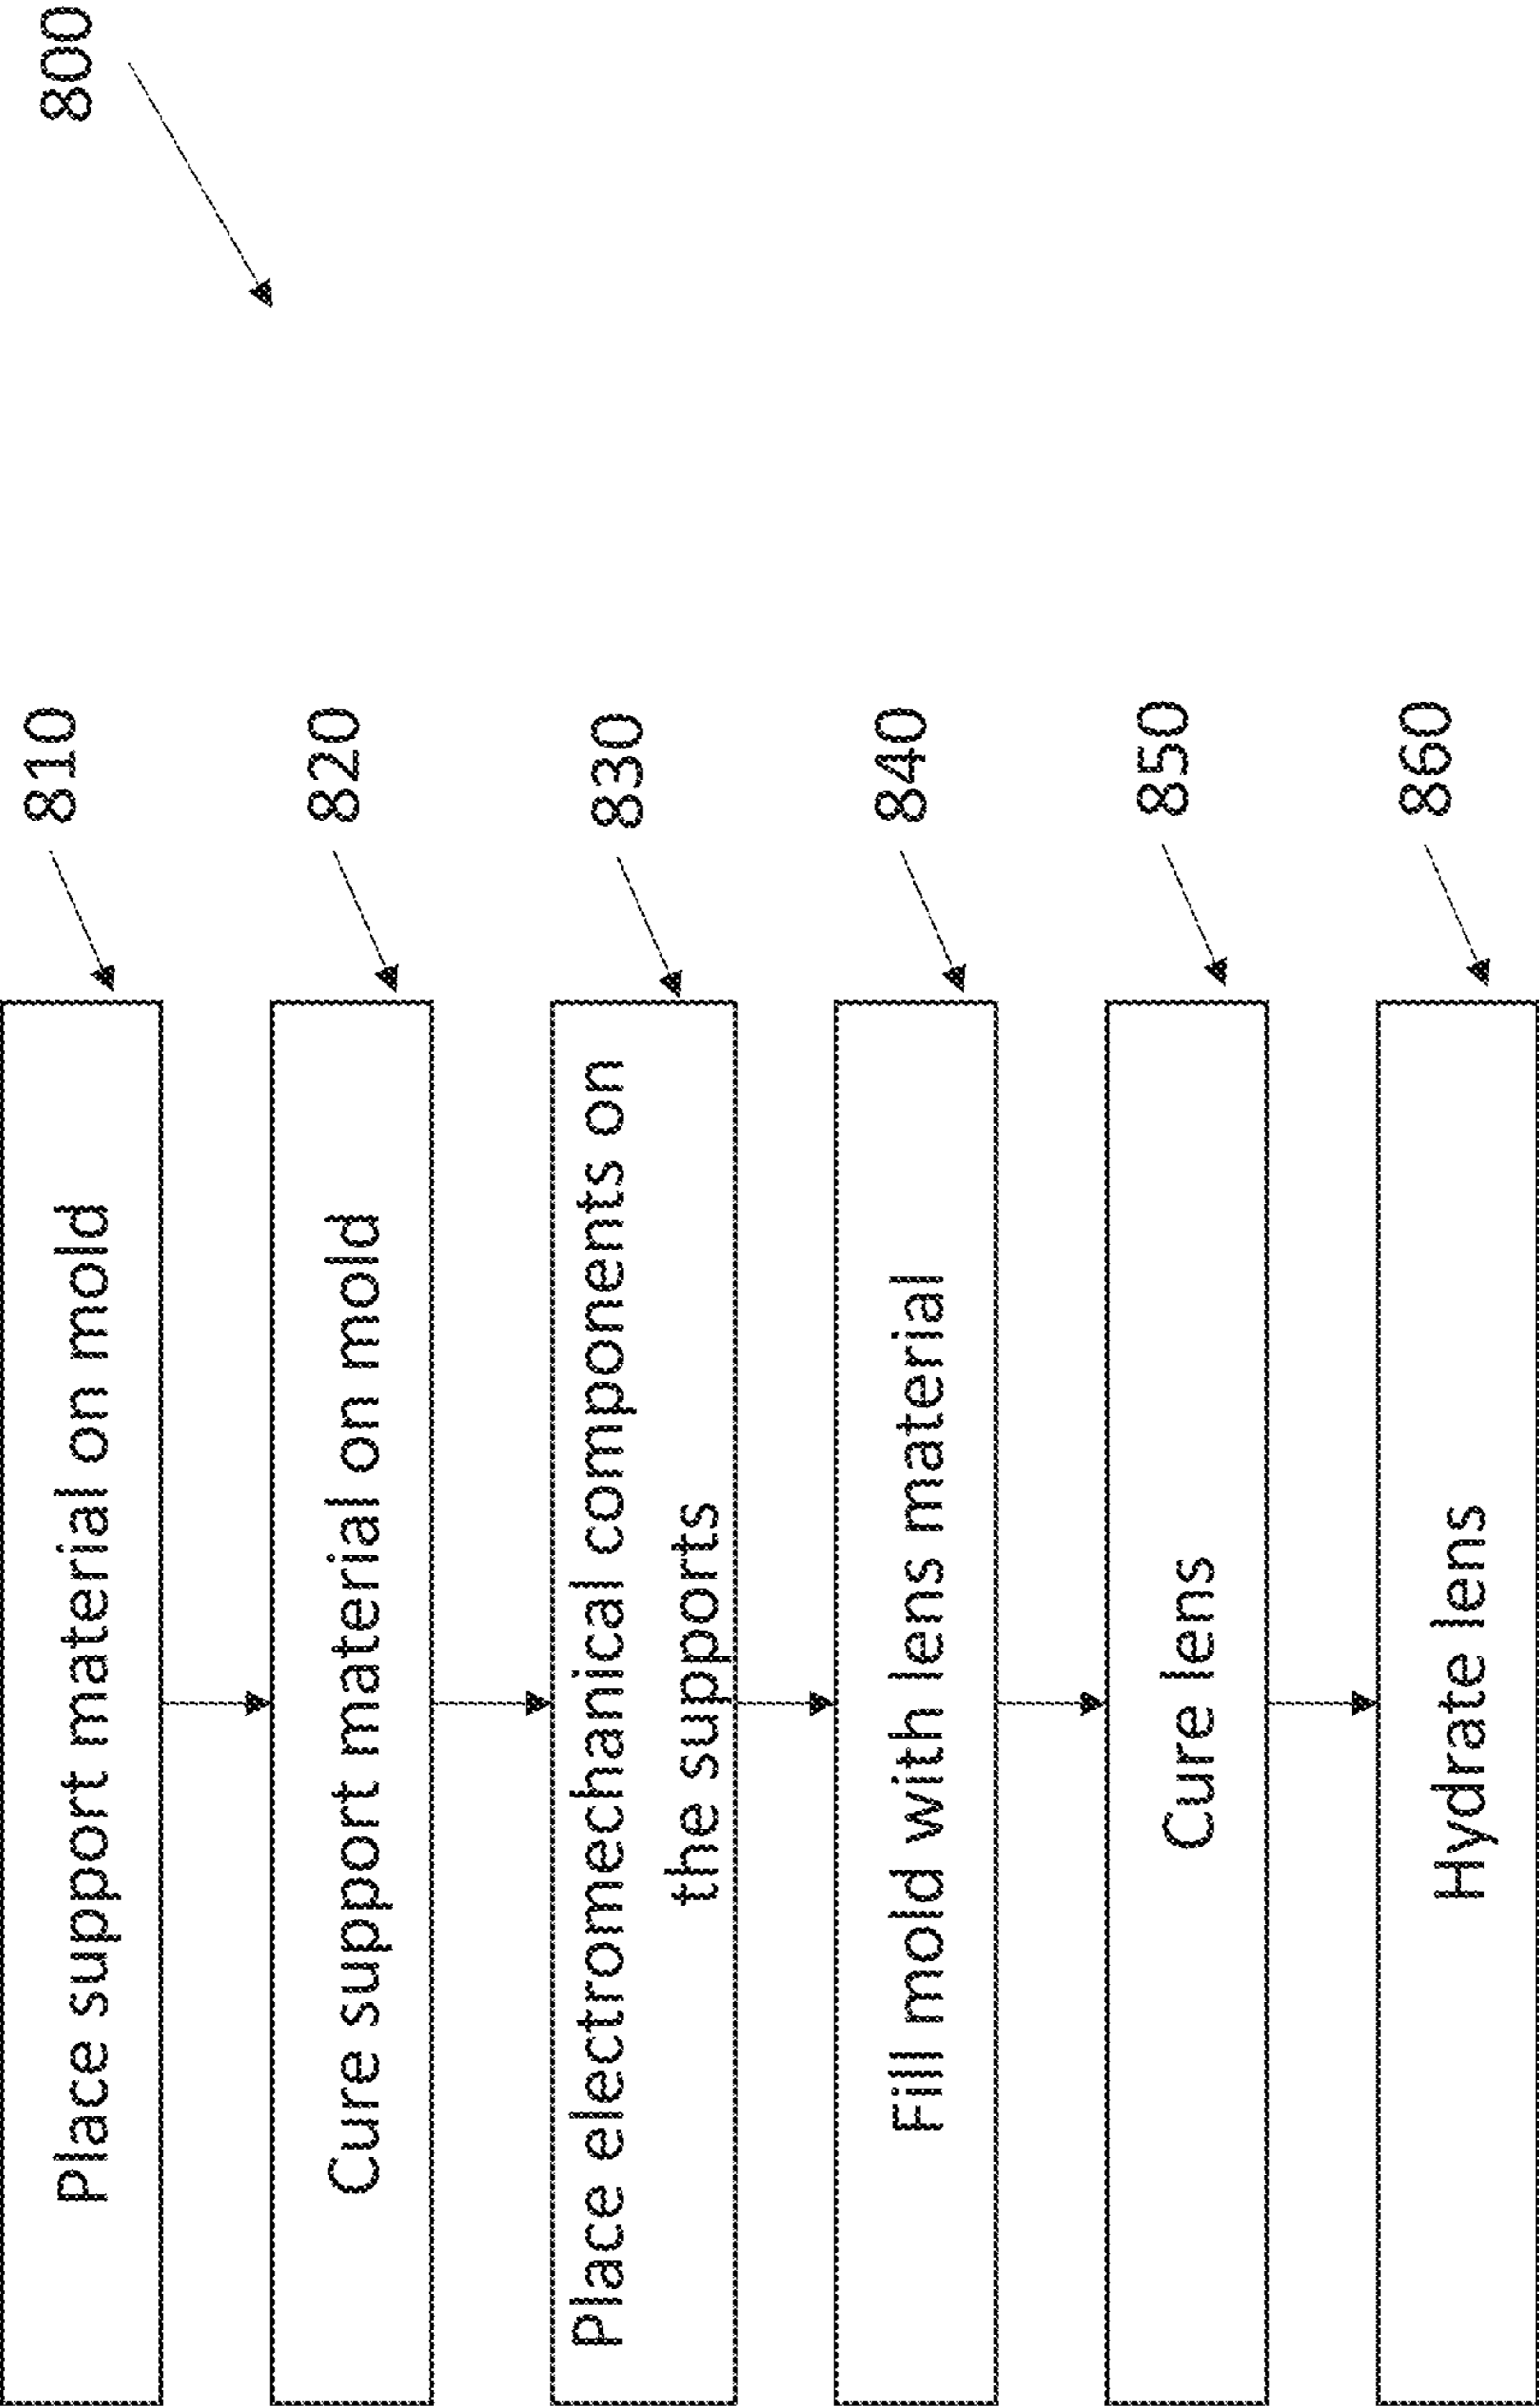 800
Place support material on mold
810
Cure support material on mold
820
Place electromechanical components on
the supports
830
Fill mold with lens material
840
Cure lens
850
Hydrate lens
860